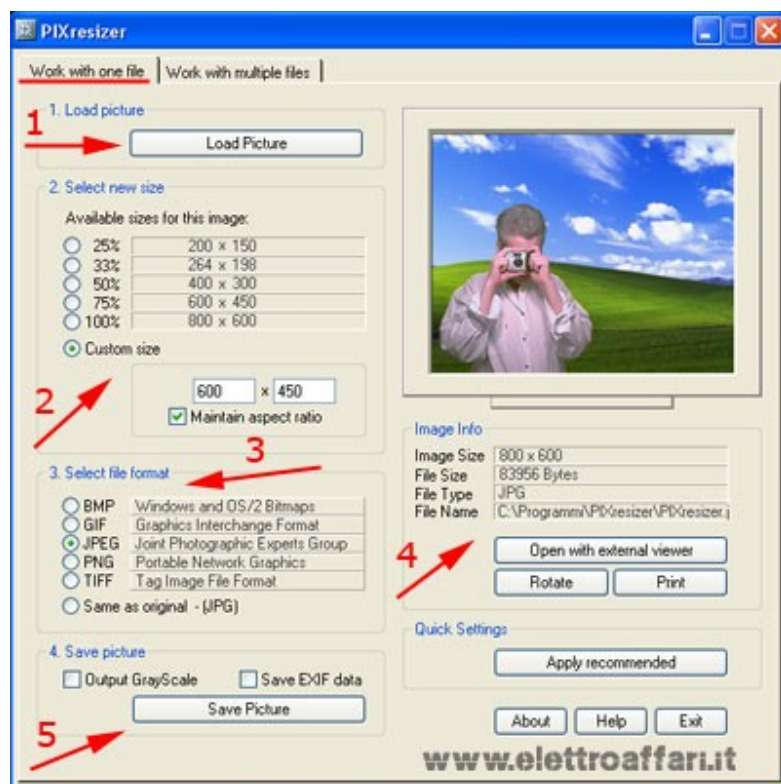 PIXresizer
Work with one file
Work with multiple files
1. Load picture
1
Load Picture
2. Select new size
Available sizes for this image:
25% 200 x 150
33% 264 x 198
50% 400 x 300
75% 600 x 450
100% 800 x 600
Custom size
2
600 x 450
Maintain aspect ratio
3
3. Select file format
BMP Windows and OS/2 Bitmaps
GIF Graphics Interchange Format
JPEG Joint Photographic Experts Group
PNG Portable Network Graphics
TIFF Tag Image File Format
Same as original - (JPG)
4. Save picture
Output GrayScale
Save EXIF data
Save Picture
5
Image Info
Image Size 800 x 600
File Size 83956 Bytes
File Type JPG
File Name C:\Programmi\PIXresizer\PIXresizer.j
4
Open with external viewer
Rotate
Print
Quick Settings
Apply recommended
About
Help
Exit
www.elettroaffari.it